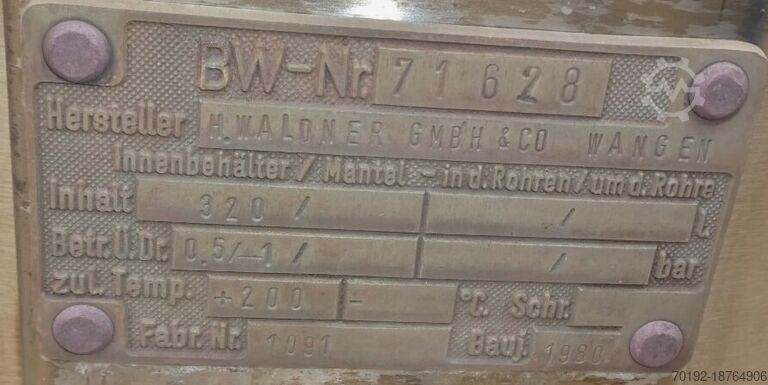 BW-Nr. 71628
Hersteller H.WALDNER GMBH & CO WANGEN
Innenbehälter/Mantel - in d. Rohren/um d. Rohre
Inhalt 320 / / l.
Betr.Ü.Dr. 0.5/-1 / / bar
zul. Temp. +200 - °C. Schr.
Fabr. Nr. 1091 Bauj. 1980
70192-18764906